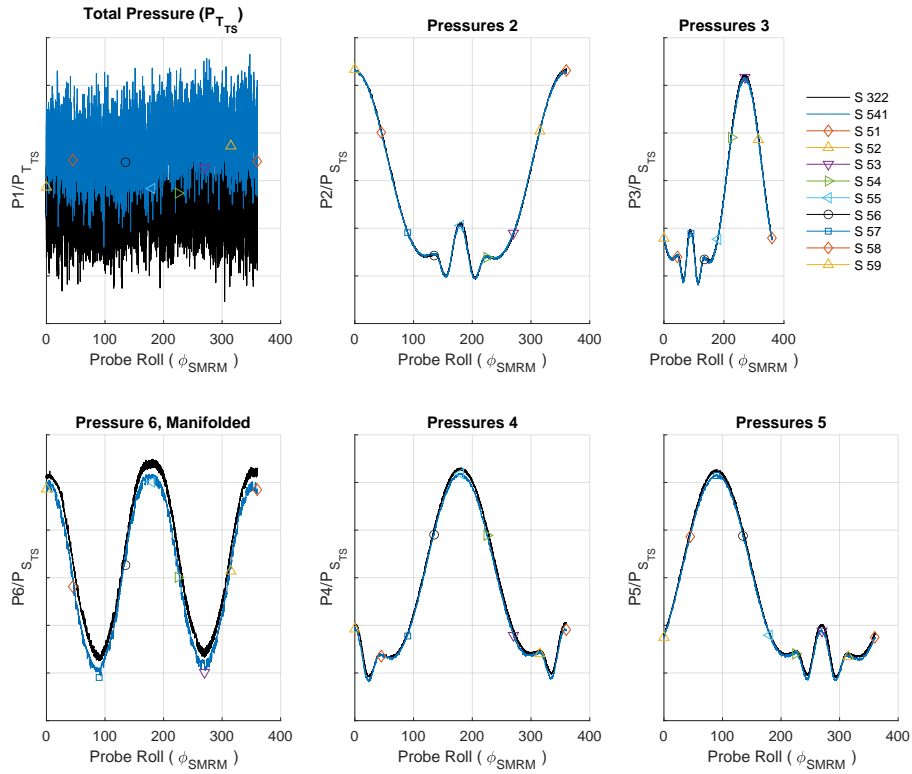 Total Pressure (P_T_TS)
P1/P_T_TS
0 100 200 300 400
Probe Roll ( ϕ_SMRM )
Pressures 2
P2/P_S_TS
0 100 200 300 400
Probe Roll ( ϕ_SMRM )
Pressures 3
P3/P_S_TS
0 200 400
Probe Roll ( ϕ_SMRM )
S 322
S 541
S 51
S 52
S 53
S 54
S 55
S 56
S 57
S 58
S 59
Pressure 6, Manifolded
P6/P_S_TS
0 100 200 300 400
Probe Roll ( ϕ_SMRM )
Pressures 4
P4/P_S_TS
0 100 200 300 400
Probe Roll ( ϕ_SMRM )
Pressures 5
P5/P_S_TS
0 100 200 300 400
Probe Roll ( ϕ_SMRM )